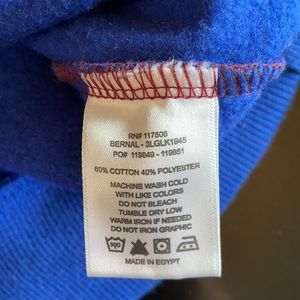 RN# 117508
BERNAL - 3LGLK1945
PO# 119849 - 119851
60% COTTON 40% POLYESTER
MACHINE WASH COLD
WITH LIKE COLORS
DO NOT BLEACH
TUMBLE DRY LOW
WARM IRON IF NEEDED
DO NOT IRON GRAPHIC
MADE IN EGYPT